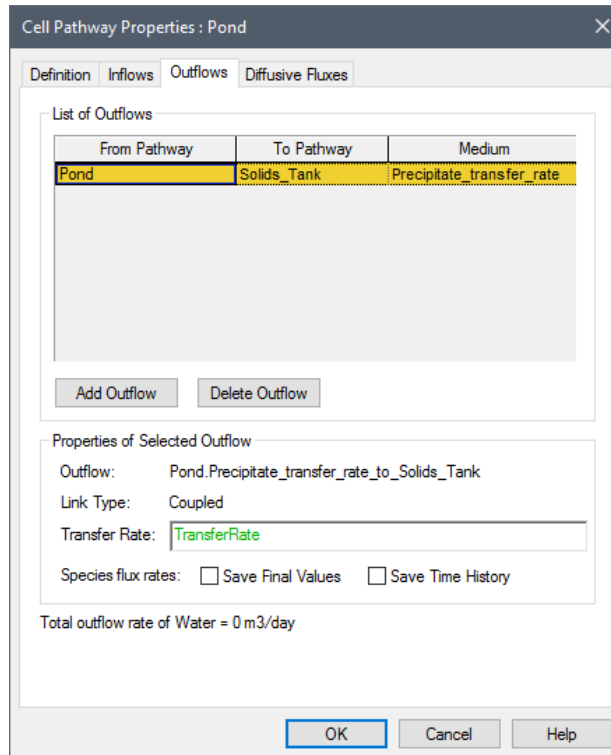 Cell Pathway Properties : Pond
Definition Inflows Outflows Diffusive Fluxes
List of Outflows
From Pathway To Pathway Medium
Pond Solids_Tank Precipitate_transfer_rate
Add Outflow Delete Outflow
Properties of Selected Outflow
Outflow: Pond.Precipitate_transfer_rate_to_Solids_Tank
Link Type: Coupled
Transfer Rate: TransferRate
Species flux rates: Save Final Values Save Time History
Total outflow rate of Water = 0 m3/day
OK Cancel Help